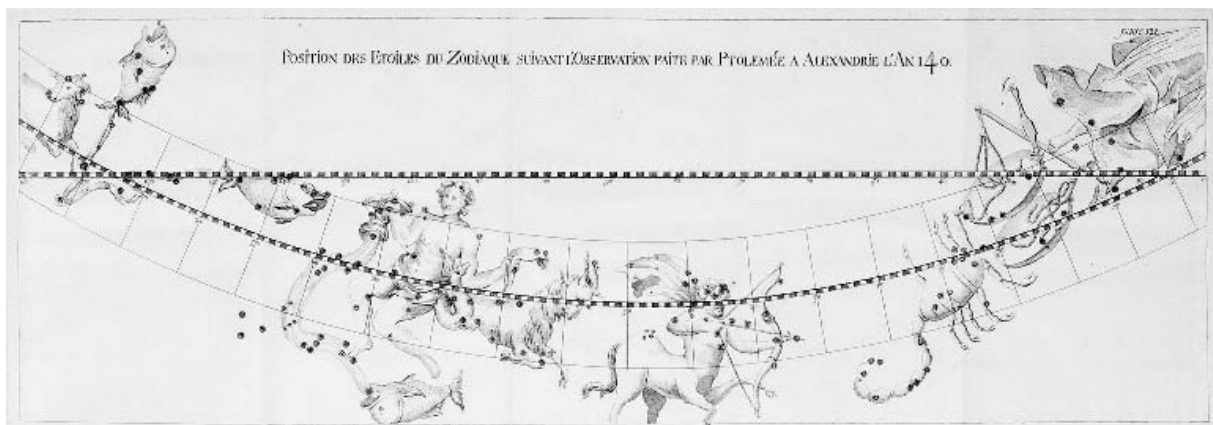 Position des Etoiles du Zodiaque suivant l'Observation faite par Ptolemée a Alexandrie l'An 140.